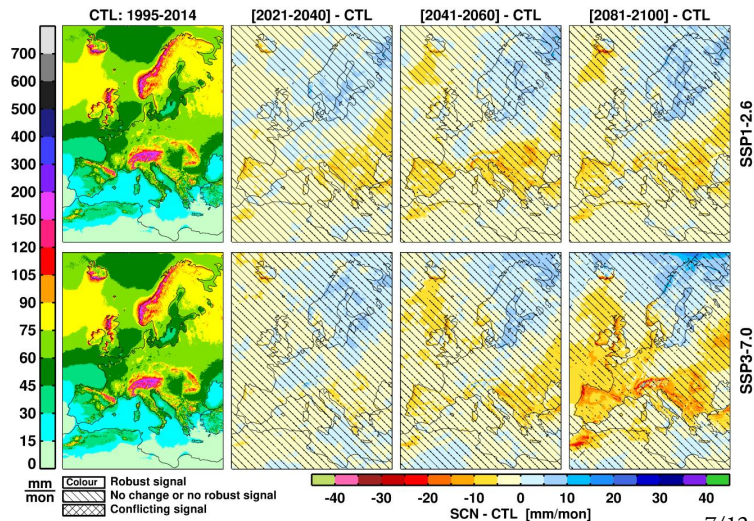 CTL: 1995-2014
[2021-2040] - CTL
[2041-2060] - CTL
[2081-2100] - CTL
700
600
500
400
300
200
150
120
105
90
75
60
45
30
15
0
mm
mon
SSP1-2.6
SSP3-7.0
Colour Robust signal
No change or no robust signal
Conflicting signal
-40 -30 -20 -10 0 10 20 30 40
SCN - CTL [mm/mon]